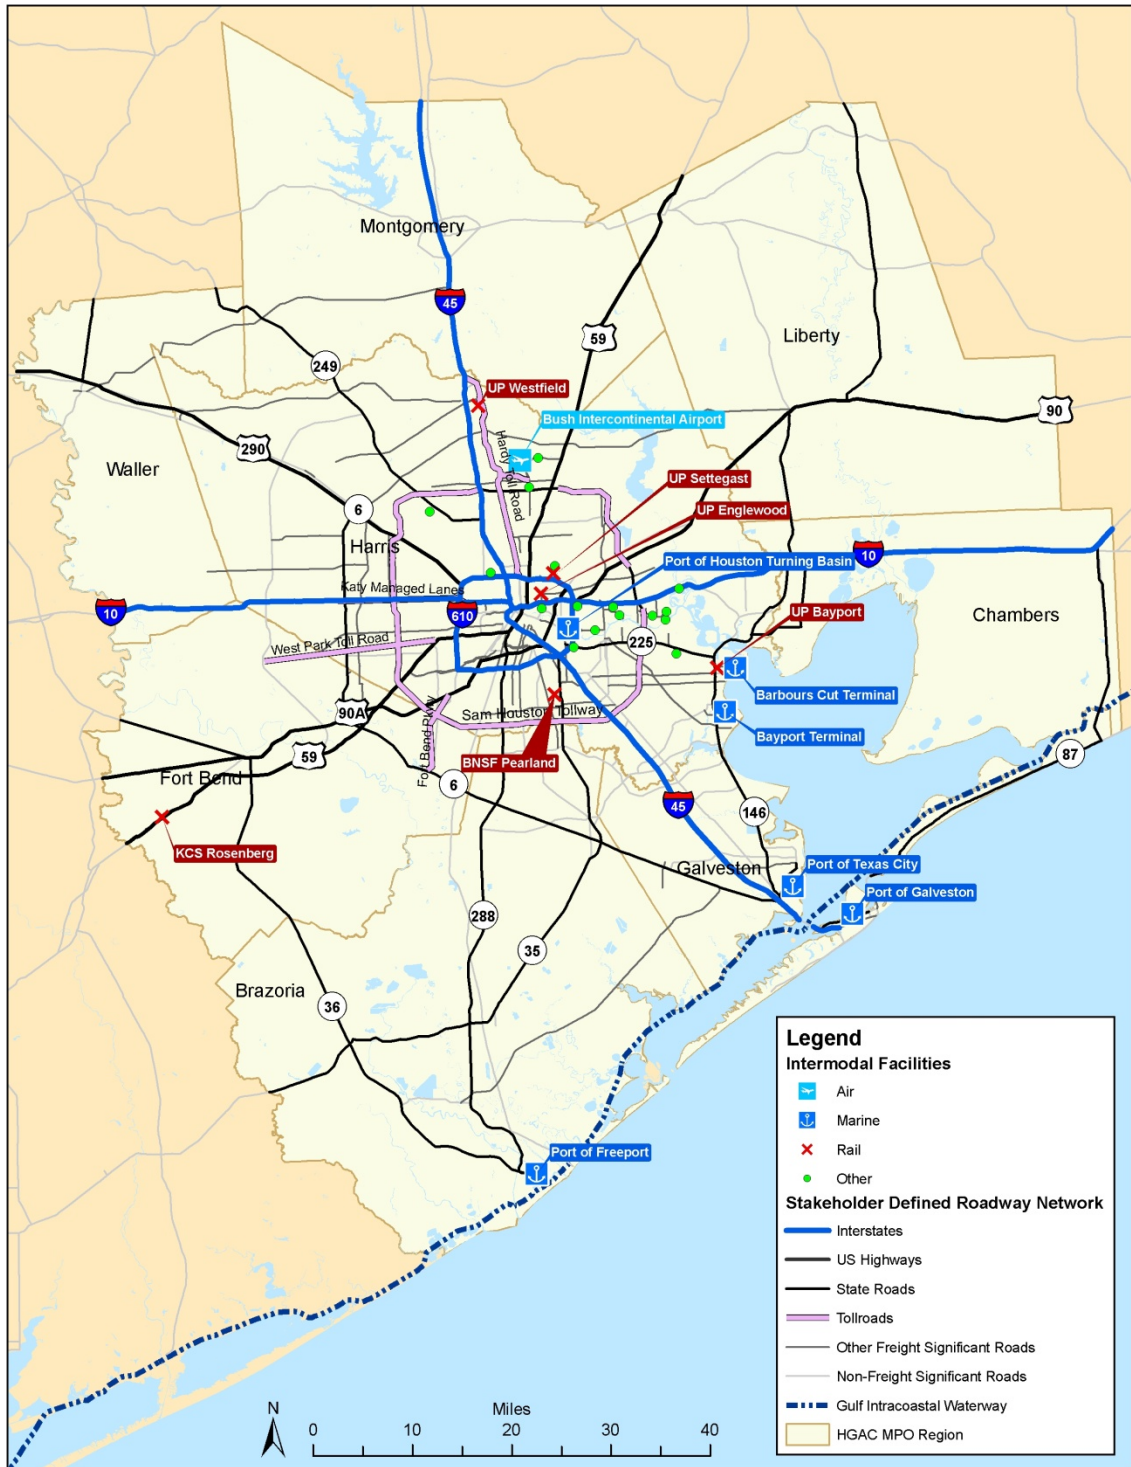 Montgomery
45
59
Liberty
249
UP Westfield
90
Bush Intercontinental Airport
290
Hardy Toll Road
Waller
UP Settegast
6
UP Englewood
Harris
Port of Houston Turning Basin
10
Katy Managed Lanes
10
610
UP Bayport
Chambers
West Park Toll Road
225
Barbours Cut Terminal
90A
Sam Houston Tollway
Bayport Terminal
59
Fort Bend Pkwy
BNSF Pearland
87
Fort Bend
6
45
146
KCS Rosenberg
Galveston
Port of Texas City
Port of Galveston
288
35
Brazoria
36
Port of Freeport
Legend
Intermodal Facilities
Air
Marine
Rail
Other
Stakeholder Defined Roadway Network
Interstates
US Highways
State Roads
Tollroads
Other Freight Significant Roads
Non-Freight Significant Roads
Gulf Intracoastal Waterway
HGAC MPO Region
N
Miles
0 10 20 30 40